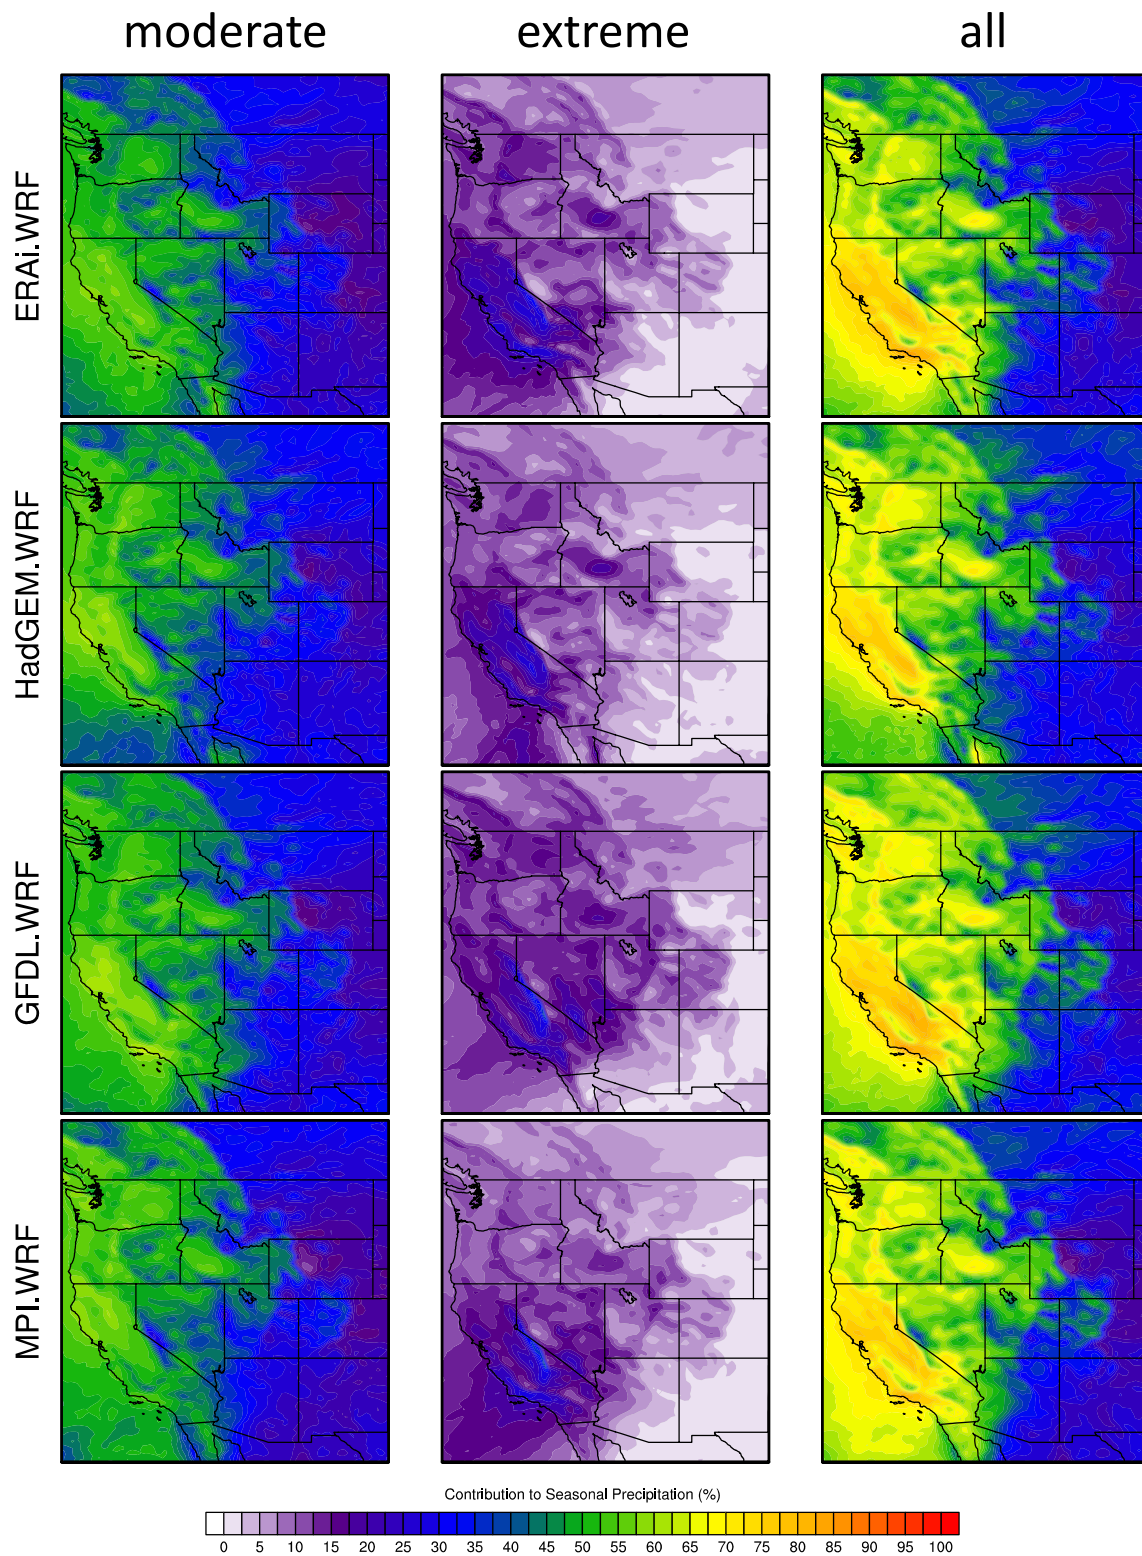 moderate extreme all
ERAi.WRF
HadGEM.WRF
GFDL.WRF
MPI.WRF
Contribution to Seasonal Precipitation (%)
0 5 10 15 20 25 30 35 40 45 50 55 60 65 70 75 80 85 90 95 100